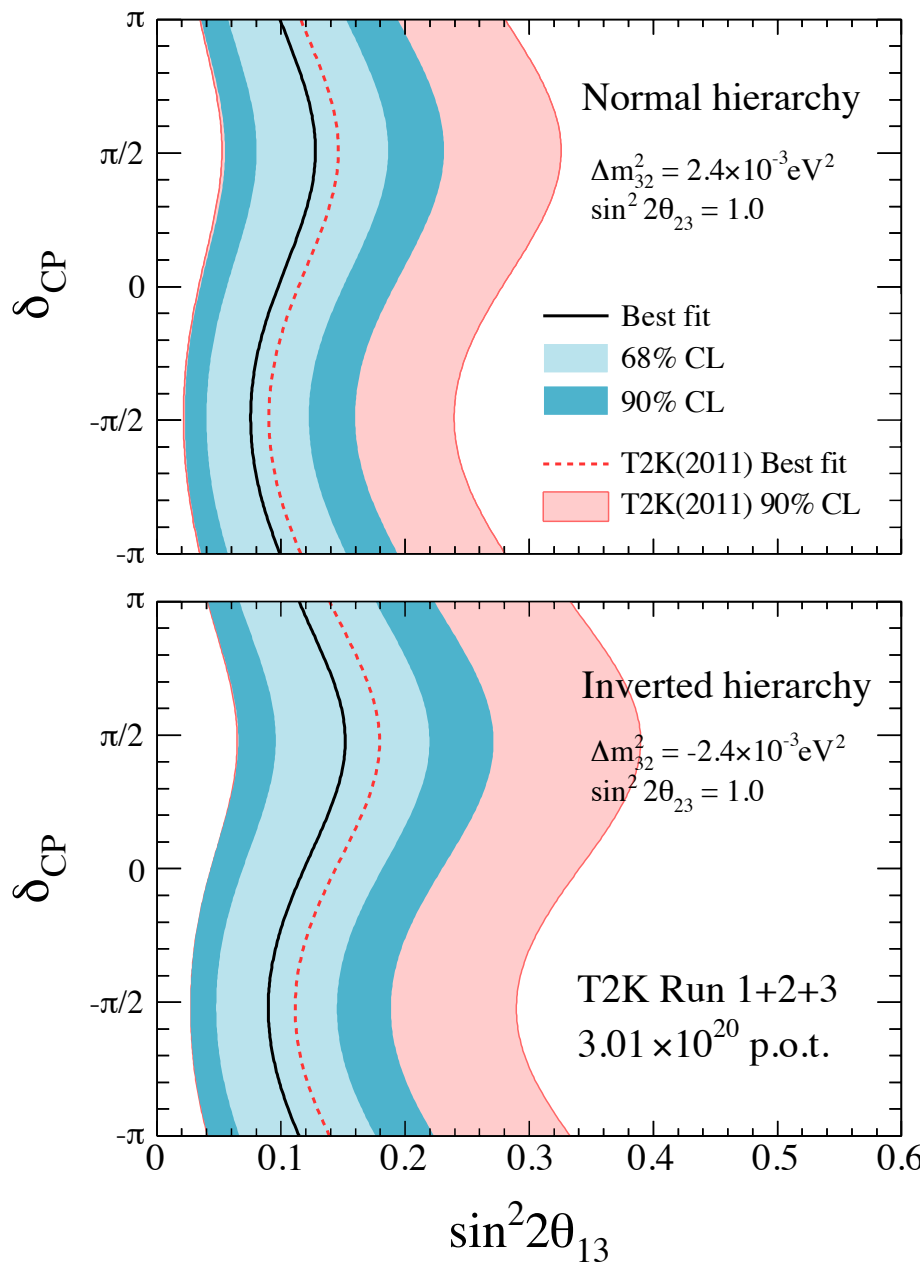 π
π/2
0
-π/2
-π
δCP
Normal hierarchy
Δm²₃₂ = 2.4×10⁻³eV²
sin² 2θ₂₃ = 1.0
Best fit
68% CL
90% CL
T2K(2011) Best fit
T2K(2011) 90% CL
π
π/2
0
-π/2
-π
δCP
Inverted hierarchy
Δm²₃₂ = -2.4×10⁻³eV²
sin² 2θ₂₃ = 1.0
T2K Run 1+2+3
3.01 ×10²⁰ p.o.t.
0 0.1 0.2 0.3 0.4 0.5 0.6
sin²2θ₁₃